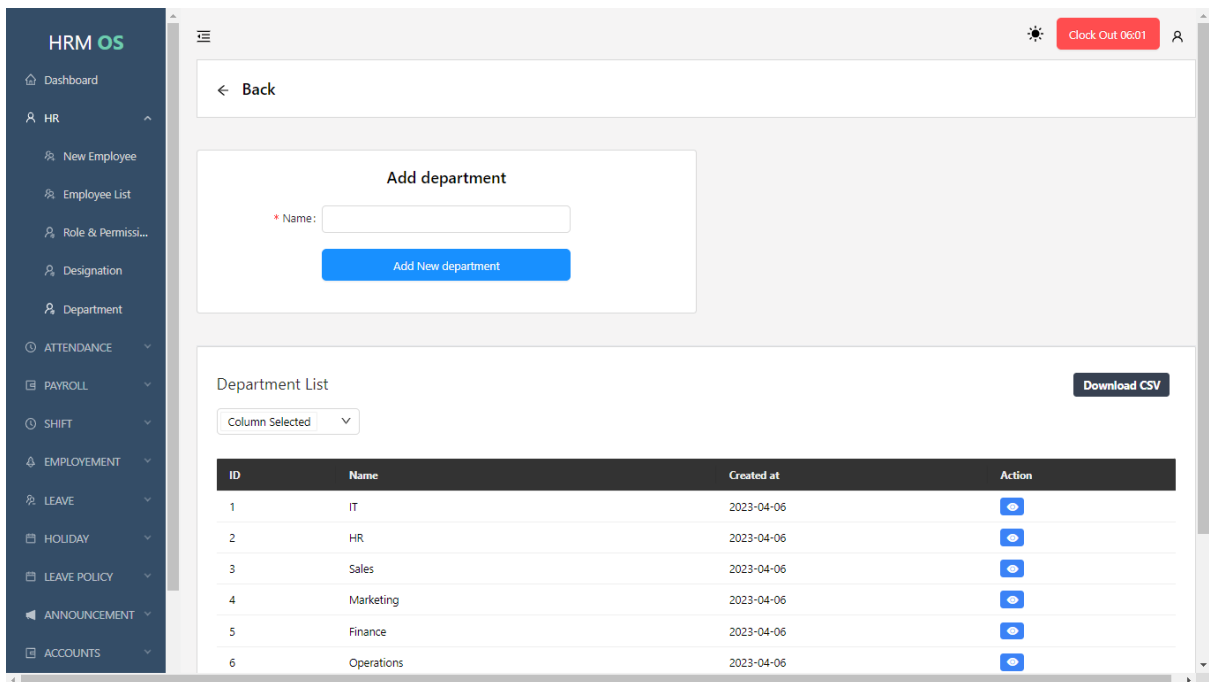 HRM OS
Dashboard
HR
New Employee
Employee List
Role & Permissi...
Designation
Department
ATTENDANCE
PAYROLL
SHIFT
EMPLOYEMENT
LEAVE
HOLIDAY
LEAVE POLICY
ANNOUNCEMENT
ACCOUNTS
Clock Out 06:01
Back
Add department
* Name:
Add New department
Department List
Download CSV
Column Selected
ID Name Created at Action
1 IT 2023-04-06
2 HR 2023-04-06
3 Sales 2023-04-06
4 Marketing 2023-04-06
5 Finance 2023-04-06
6 Operations 2023-04-06